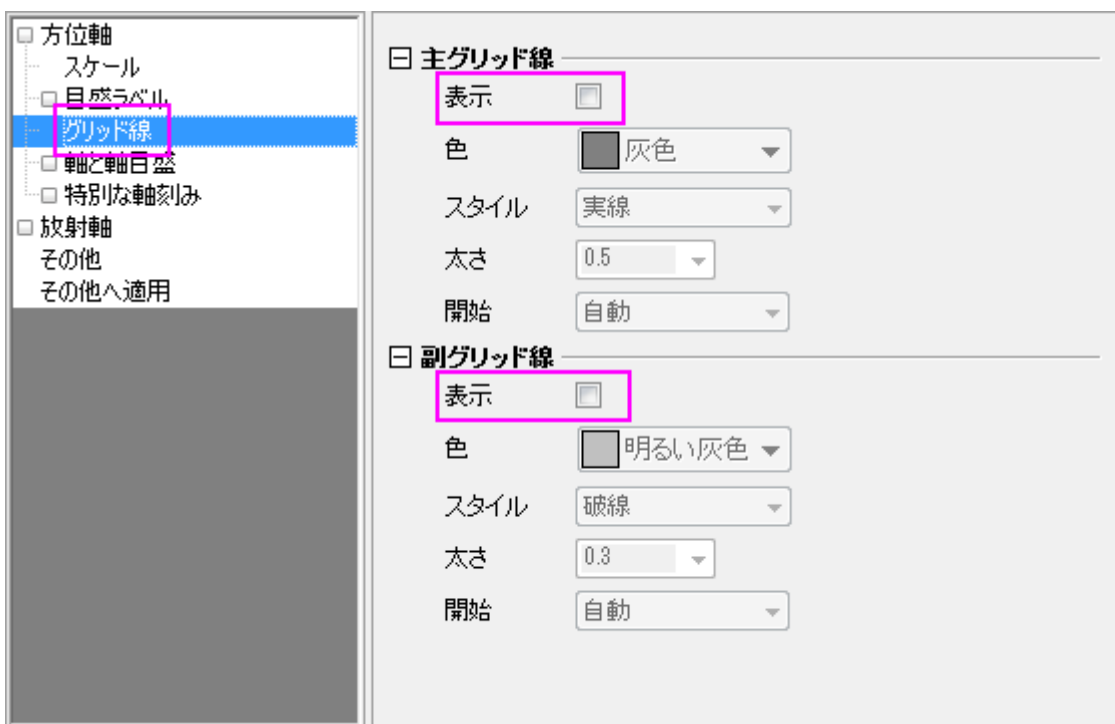 方位軸
スケール
目盛ラベル
グリッド線
軸と軸目盛
特別な軸刻み
放射軸
その他
その他へ適用
主グリッド線
表示
色 灰色
スタイル 実線
太さ 0.5
開始 自動
副グリッド線
表示
色 明るい灰色
スタイル 破線
太さ 0.3
開始 自動